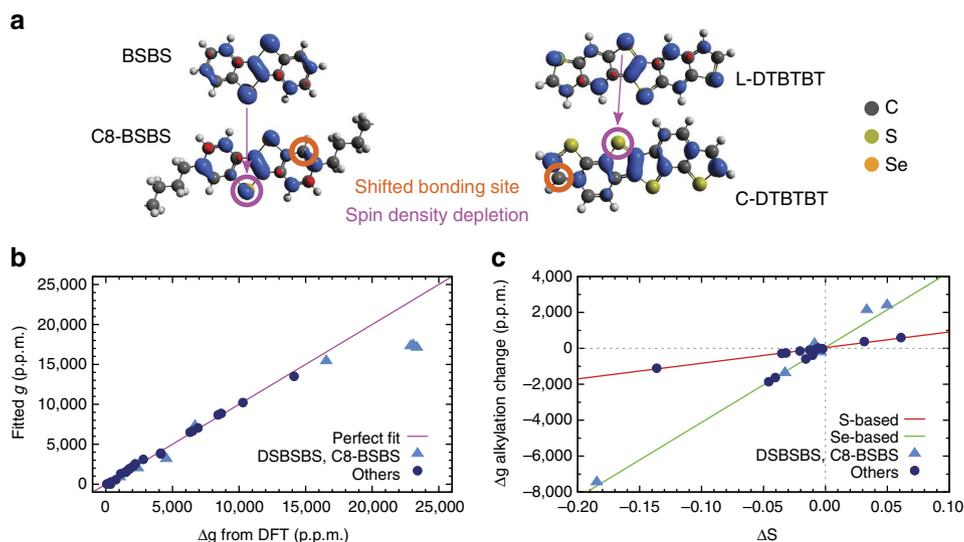 a
BSBS
C8-BSBS
Shifted bonding site
Spin density depletion
L-DTBTBT
C-DTBTBT
C
S
Se
b
Fitted g (p.p.m.)
25,000
20,000
15,000
10,000
5,000
0
Perfect fit
DSBSBS, C8-BSBS
Others
0 5,000 10,000 15,000 20,000 25,000
Δg from DFT (p.p.m.)
c
Δg alkylation change (p.p.m.)
4,000
2,000
0
−2,000
−4,000
−6,000
−8,000
S-based
Se-based
DSBSBS, C8-BSBS
Others
−0.20 −0.15 −0.10 −0.05 0.00 0.05 0.10
ΔS